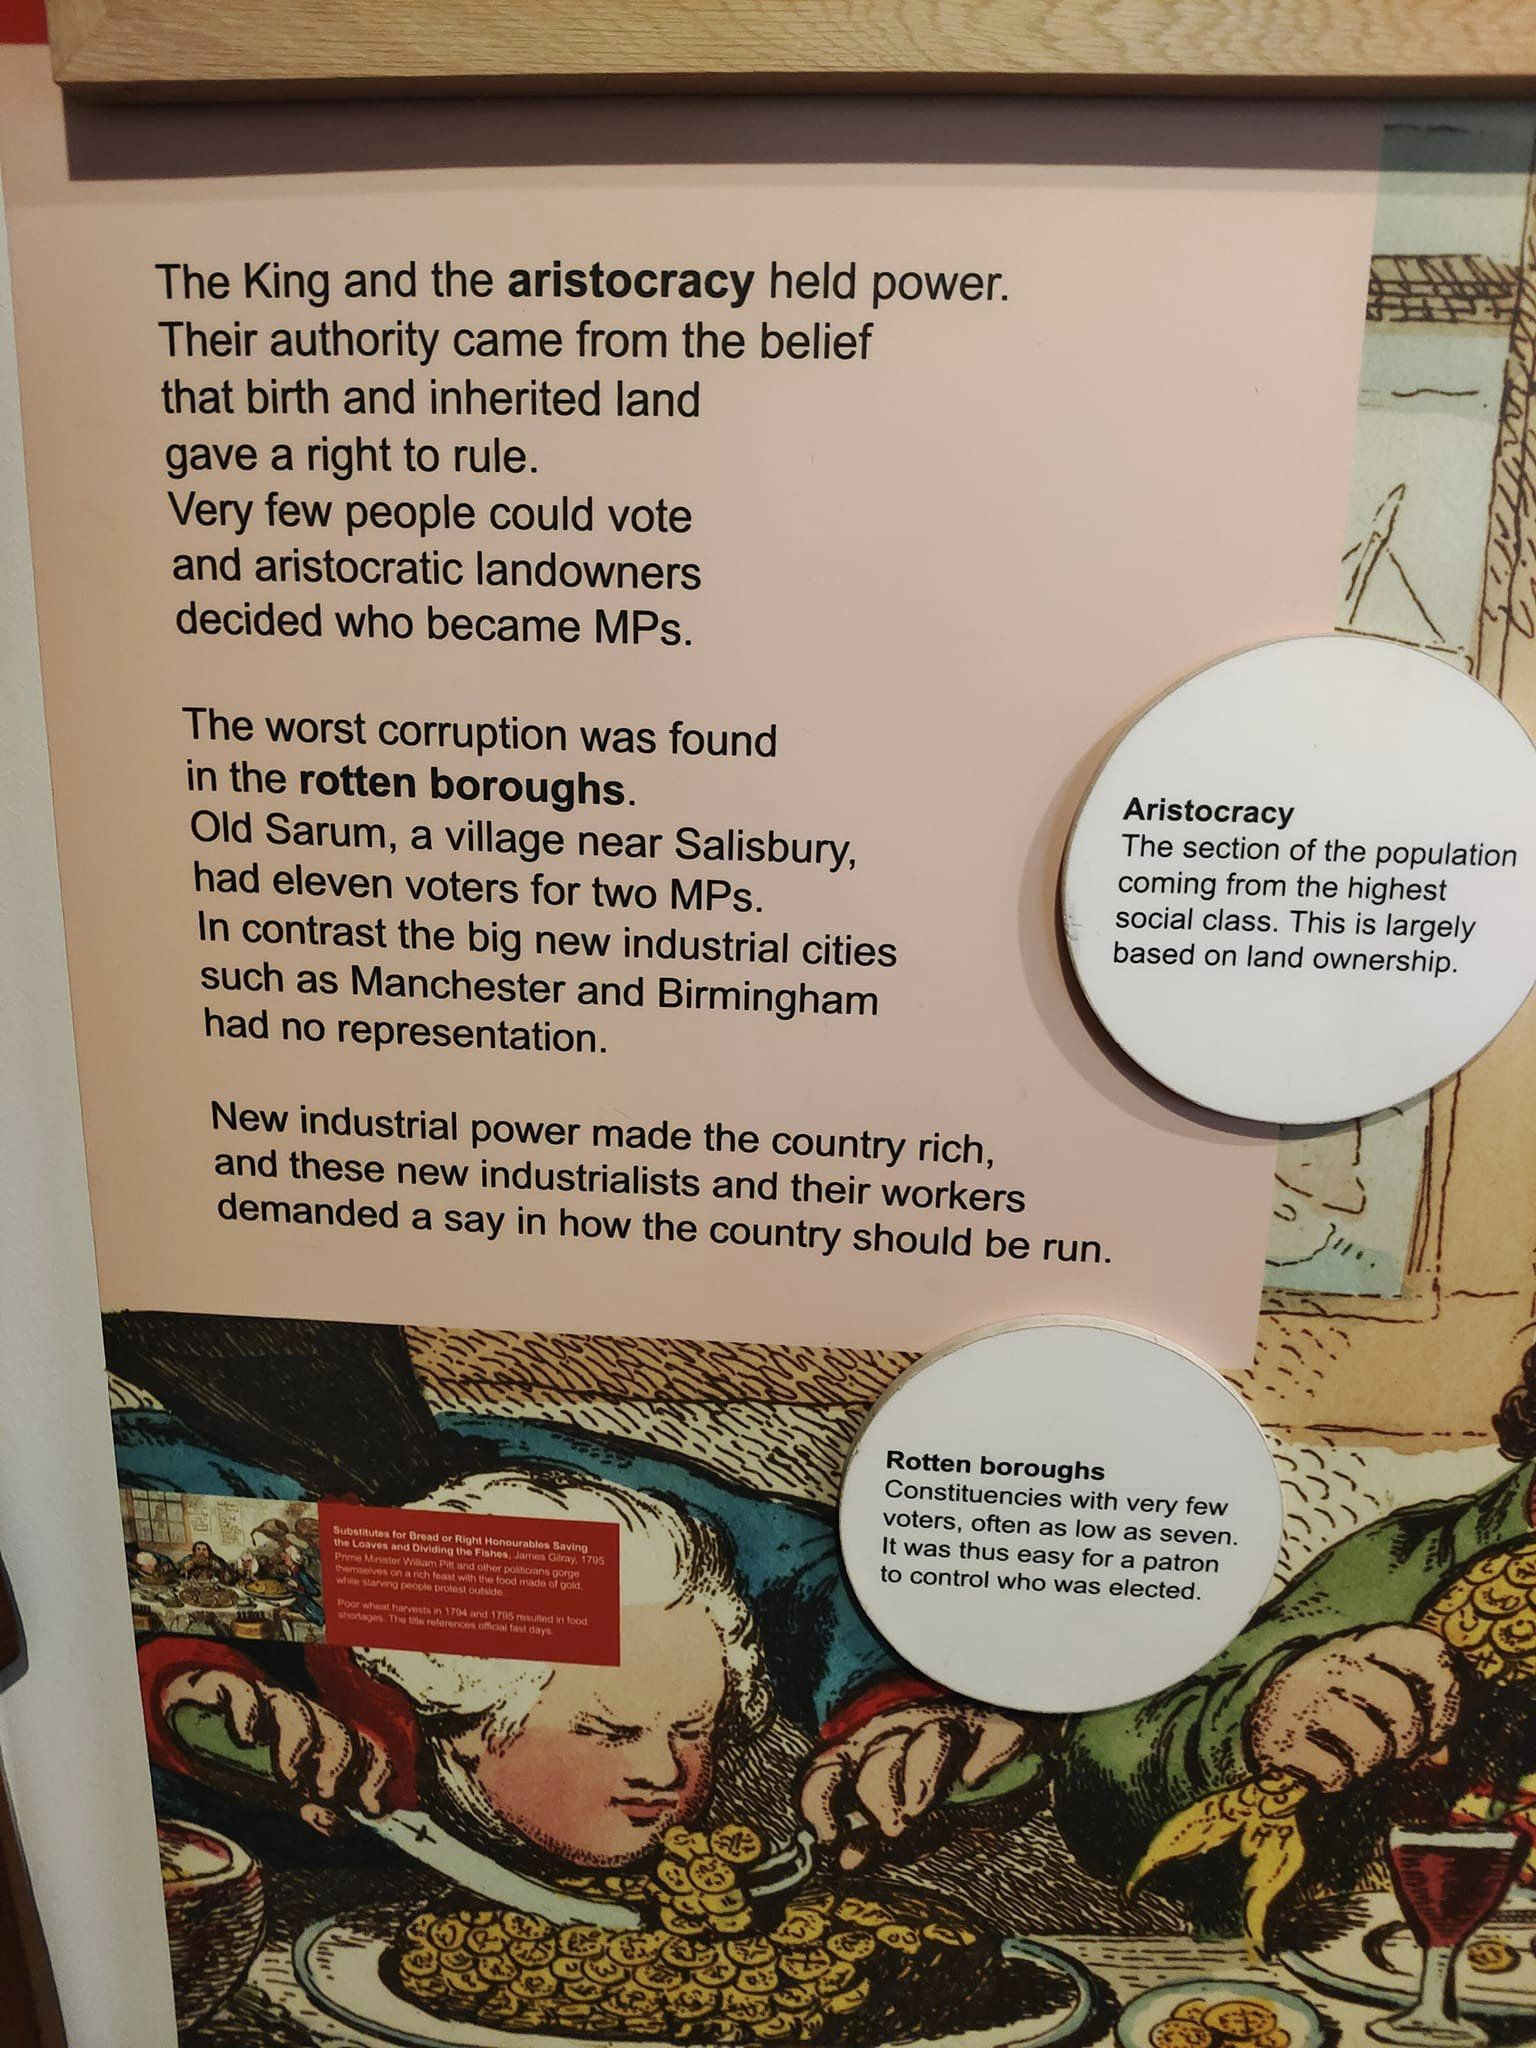 The King and the aristocracy held power.
Their authority came from the belief
that birth and inherited land
gave a right to rule.
Very few people could vote
and aristocratic landowners
decided who became MPs.
The worst corruption was found
in the rotten boroughs.
Old Sarum, a village near Salisbury,
had eleven voters for two MPs.
In contrast the big new industrial cities
such as Manchester and Birmingham
had no representation.
New industrial power made the country rich,
and these new industrialists and their workers
demanded a say in how the country should be run.
Aristocracy
The section of the population
coming from the highest
social class. This is largely
based on land ownership.
Rotten boroughs
Constituencies with very few
voters, often as low as seven.
It was thus easy for a patron
to control who was elected.
Substitutes for Bread or Right Honourables Saving
the Loaves and Dividing the Fishes, James Gilray, 1795
Prime Minister William Pitt and other politicians gorge
themselves on a rich feast with the food made of gold,
while starving people protest outside.
Poor wheat harvests in 1794 and 1795 resulted in food
shortages. The title references official fast days.